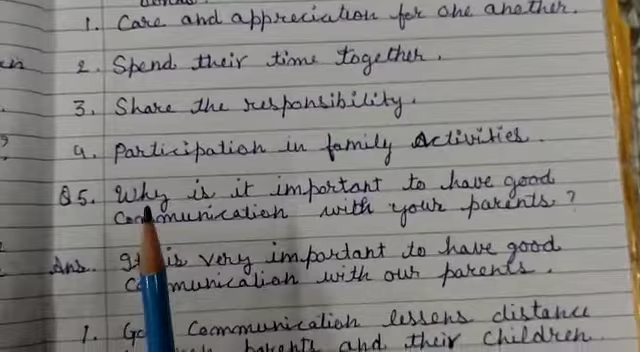 1. Care and appreciation for one another.
en 2. Spend their time together.
3. Share the responsibility.
4. Participation in family Activities.
Q5. Why is it important to have good
communication with your parents?
Ans. It is very important to have good
communication with our parents.
1. Communication lessens distance
parents and their children